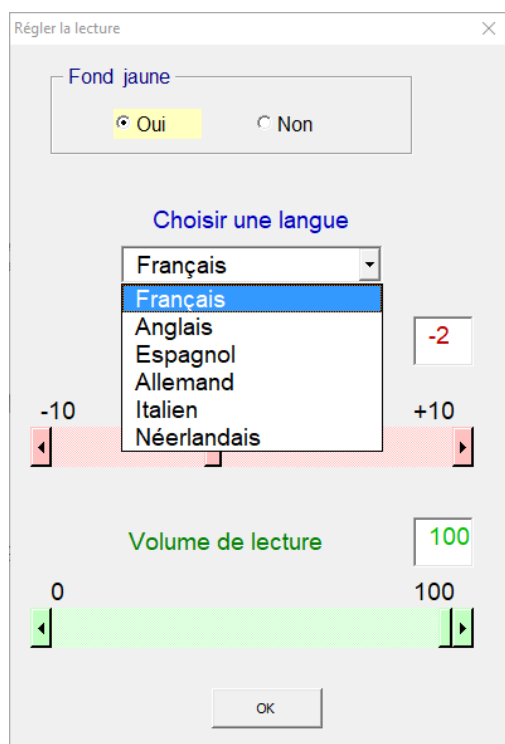 Régler la lecture
Fond jaune
Oui Non
Choisir une langue
Français
Français
Anglais
Espagnol
Allemand
Italien
Néerlandais
-2
-10 +10
Volume de lecture 100
0 100
OK